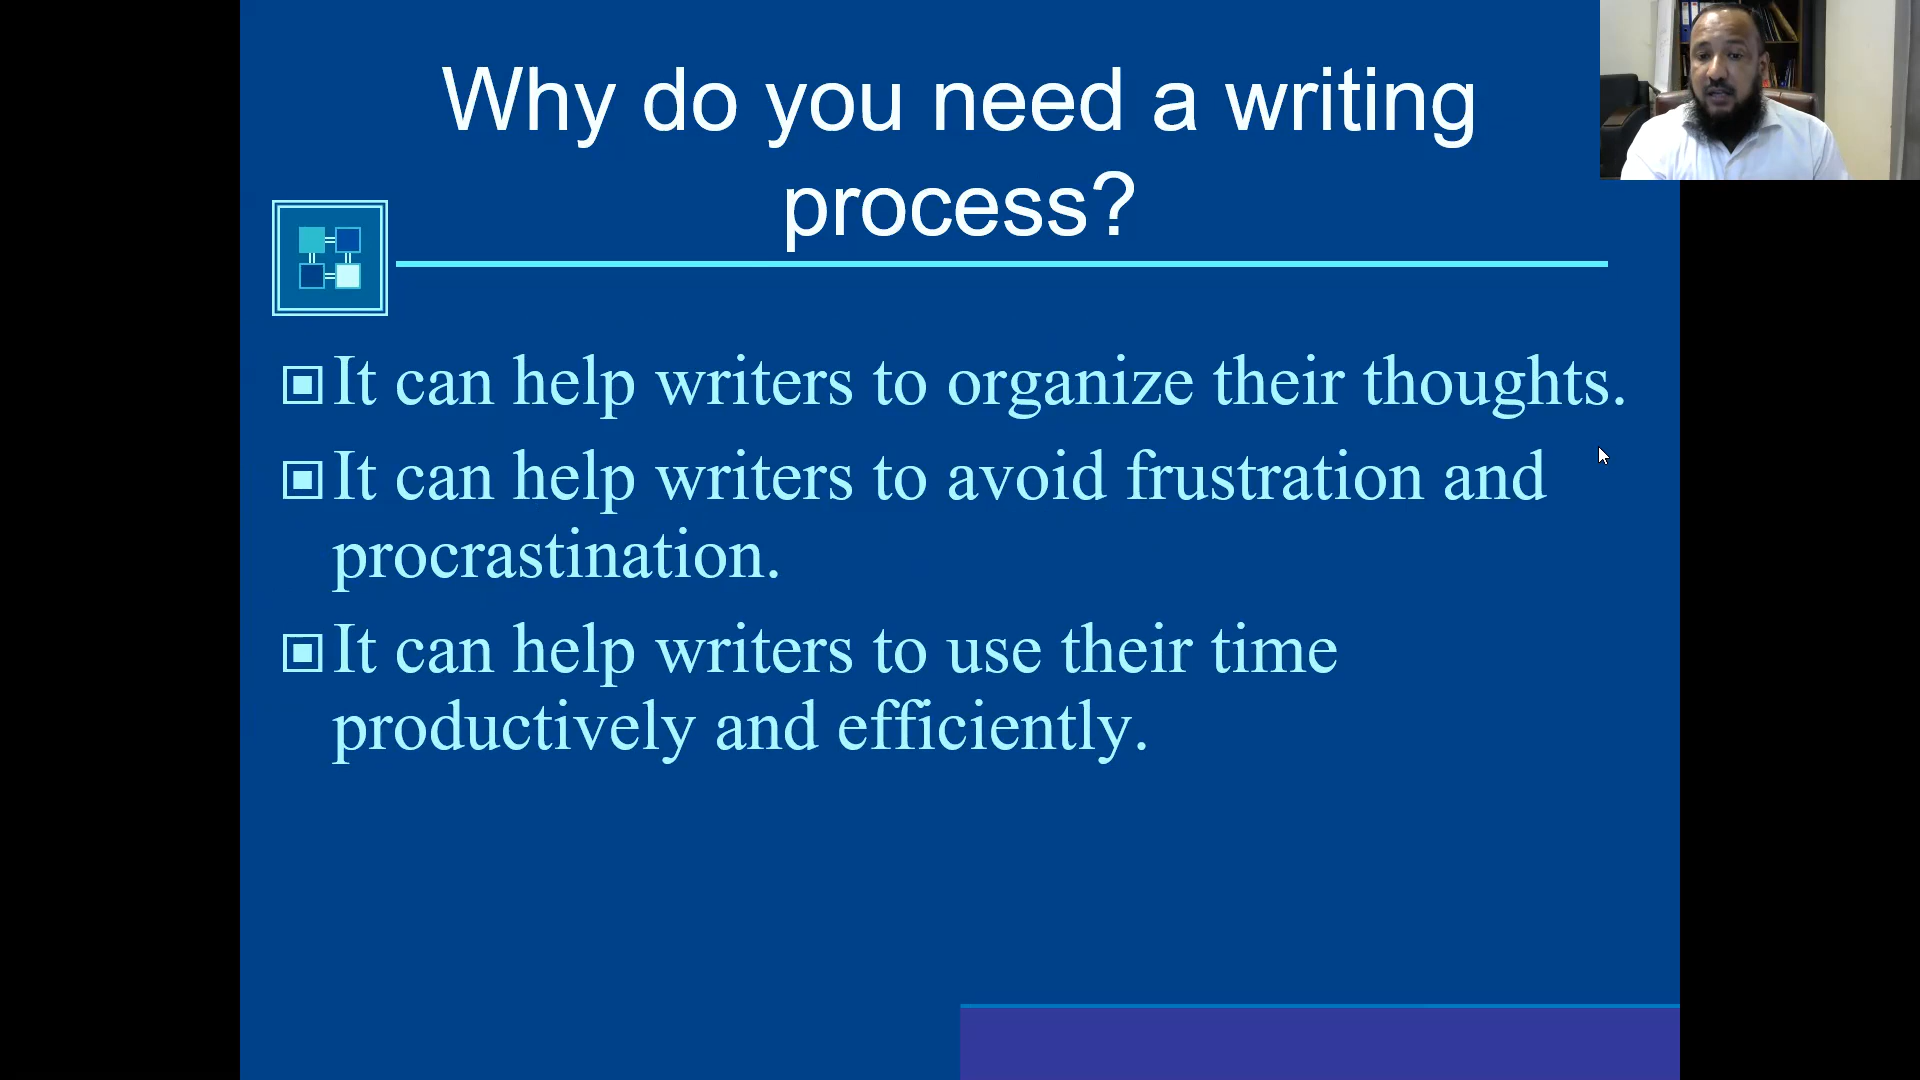 Why do you need a writing
process?
It can help writers to organize their thoughts.
It can help writers to avoid frustration and
procrastination.
It can help writers to use their time
productively and efficiently.